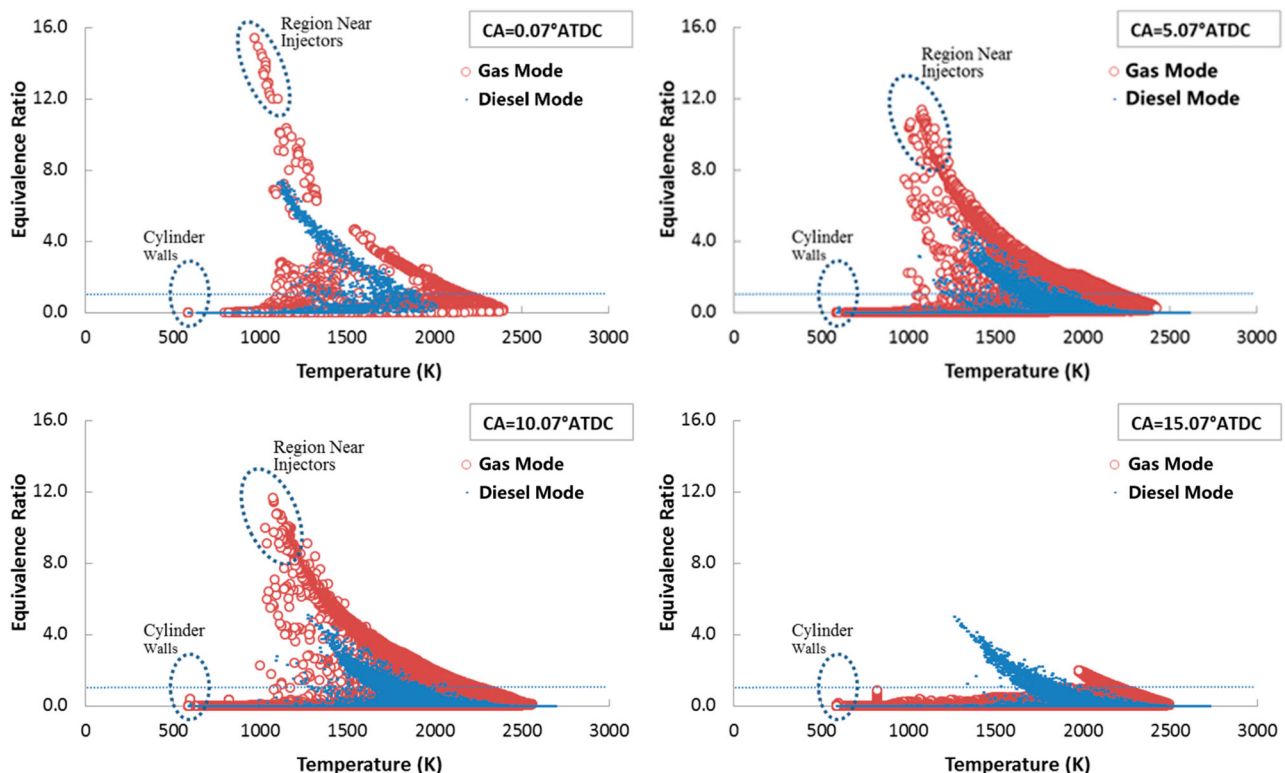 16.0
12.0
8.0
4.0
0.0
Equivalence Ratio
Region Near
Injectors
Cylinder
Walls
CA=0.07°ATDC
Gas Mode
Diesel Mode
0 500 1000 1500 2000 2500 3000
Temperature (K)
16.0
12.0
8.0
4.0
0.0
Equivalence Ratio
Region Near
Injectors
Cylinder
Walls
CA=5.07°ATDC
Gas Mode
Diesel Mode
0 500 1000 1500 2000 2500 3000
Temperature (K)
16.0
12.0
8.0
4.0
0.0
Equivalence Ratio
Region Near
Injectors
Cylinder
Walls
CA=10.07°ATDC
Gas Mode
Diesel Mode
0 500 1000 1500 2000 2500 3000
Temperature (K)
16.0
12.0
8.0
4.0
0.0
Equivalence Ratio
Cylinder
Walls
CA=15.07°ATDC
Gas Mode
Diesel Mode
0 500 1000 1500 2000 2500 3000
Temperature (K)